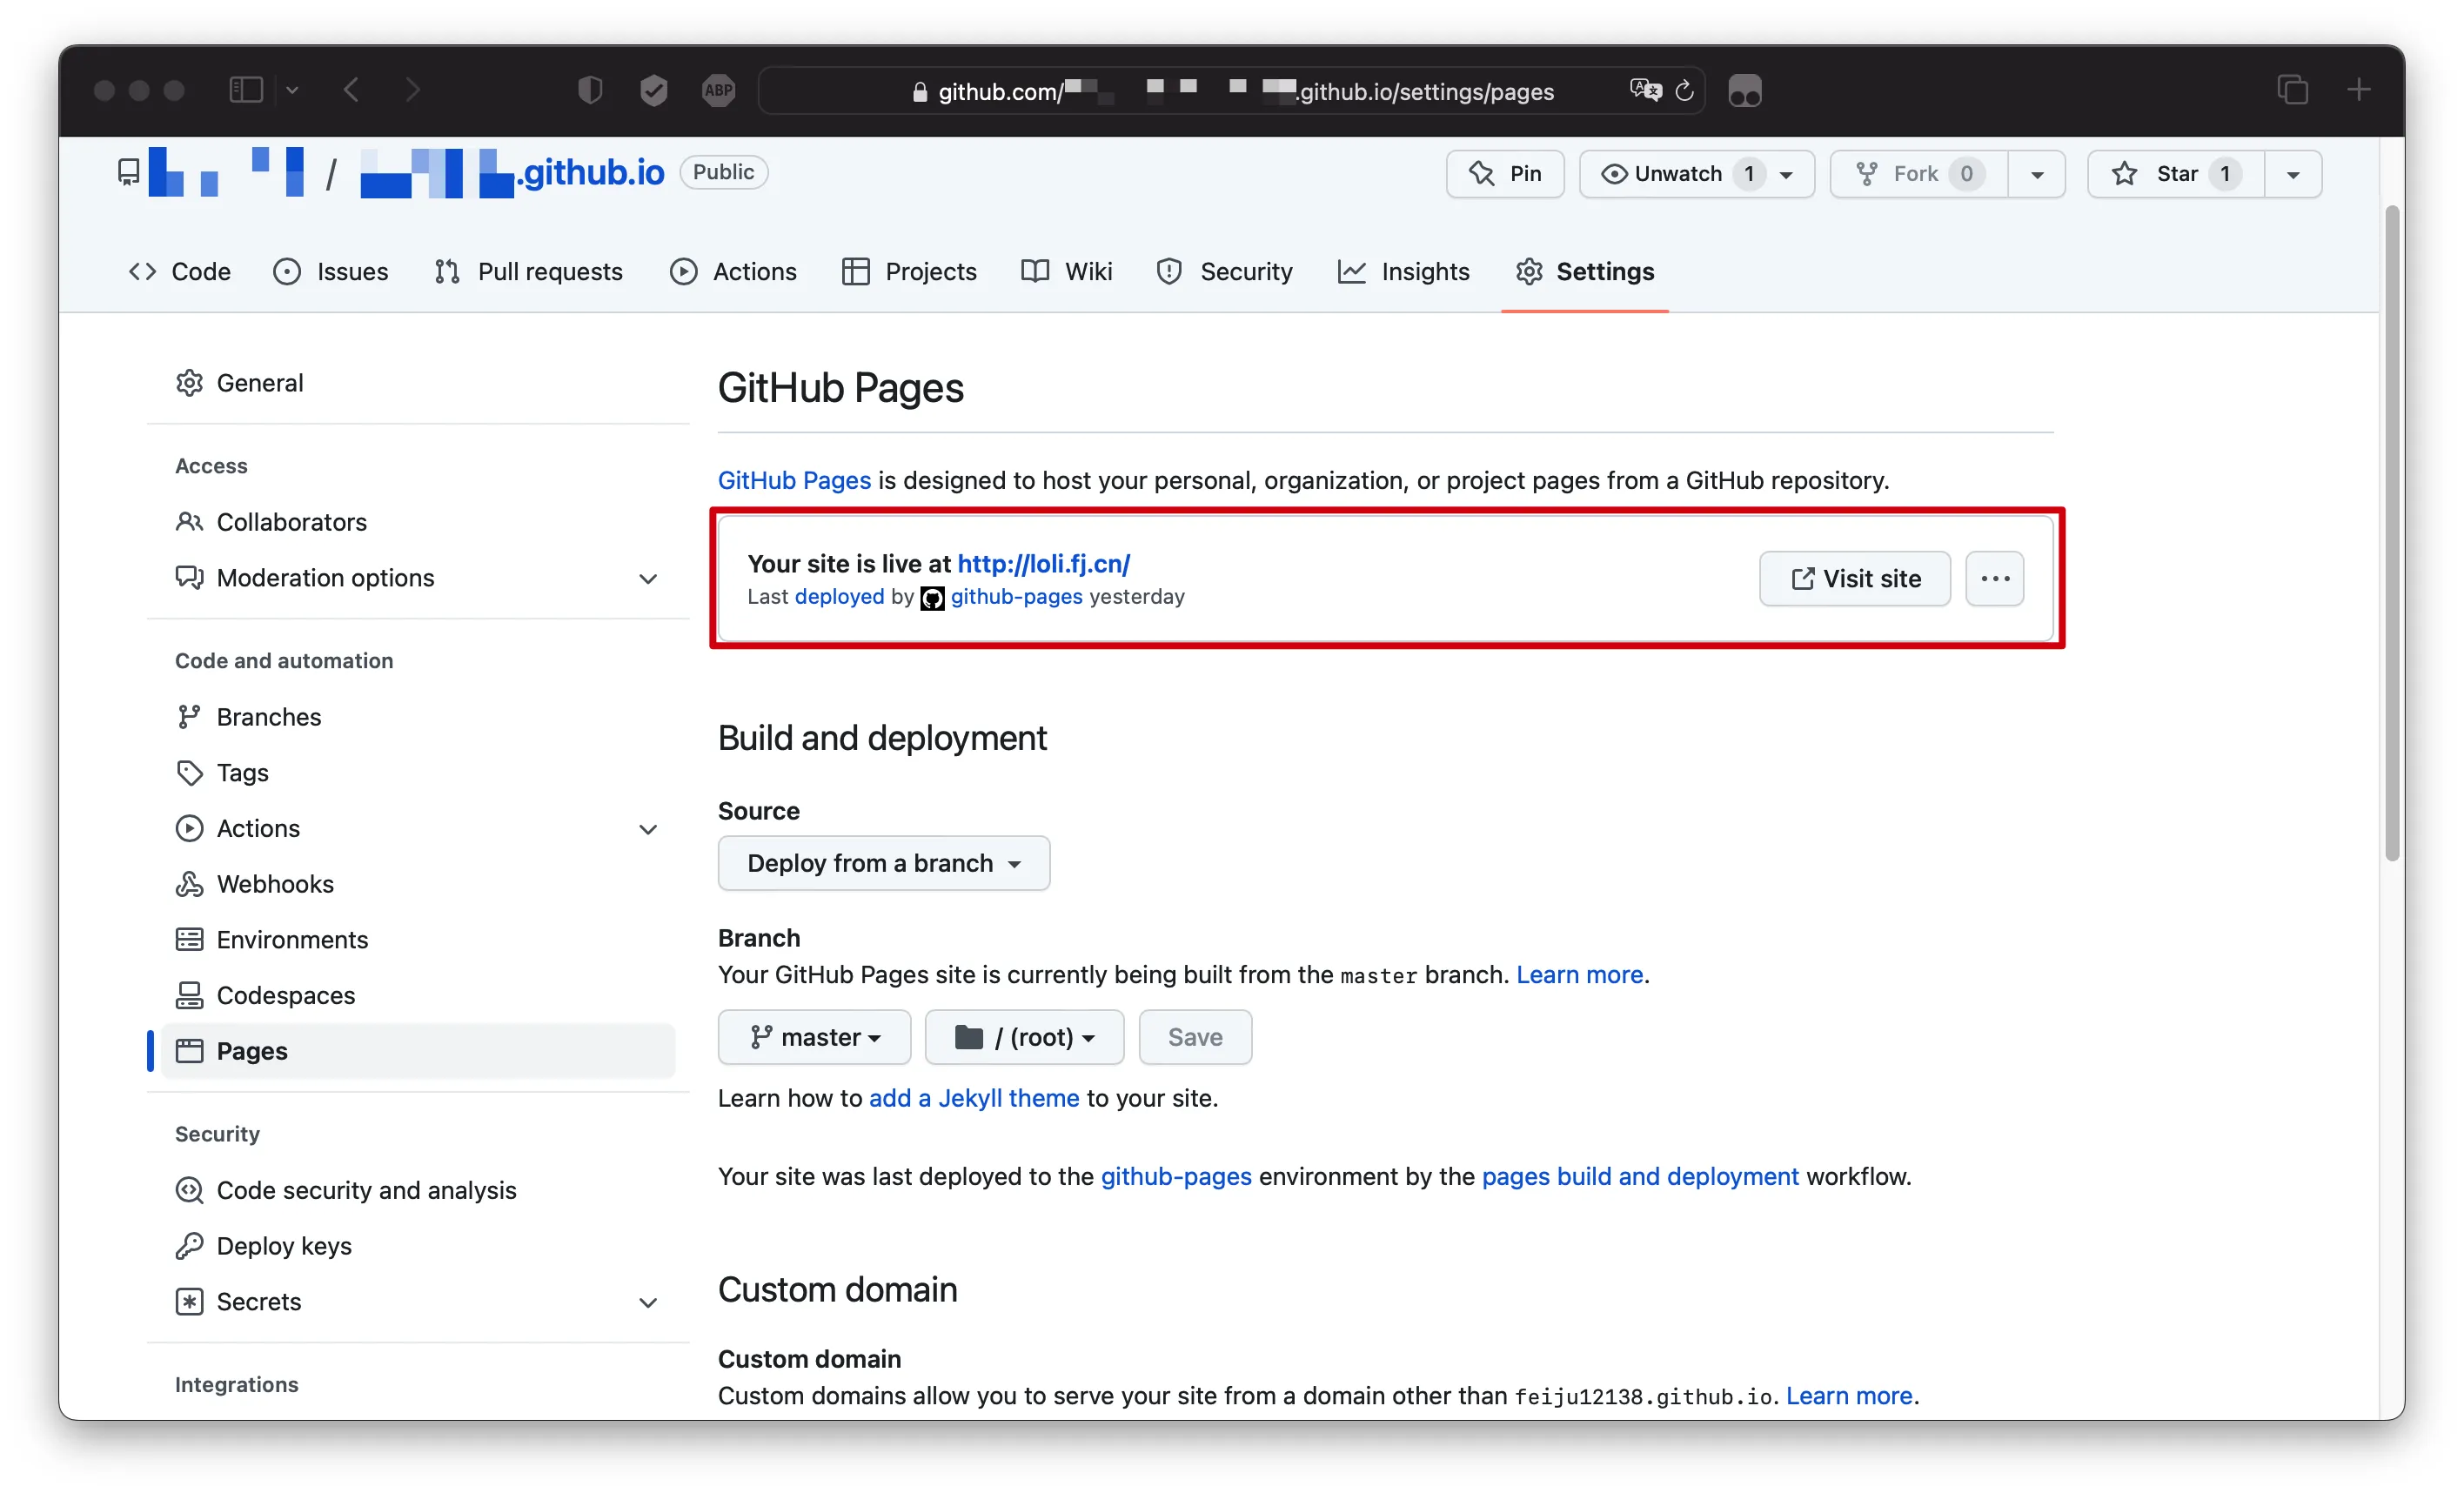 ABP
github.com/ .github.io/settings/pages
/ .github.io Public
Pin
Unwatch 1
Fork 0
Star 1
Code Issues Pull requests Actions Projects Wiki Security Insights Settings
General
Access
Collaborators
Moderation options
Code and automation
Branches
Tags
Actions
Webhooks
Environments
Codespaces
Pages
Security
Code security and analysis
Deploy keys
Secrets
Integrations
GitHub Pages
GitHub Pages is designed to host your personal, organization, or project pages from a GitHub repository.
Your site is live at http://loli.fj.cn/
Last deployed by github-pages yesterday
Visit site
Build and deployment
Source
Deploy from a branch
Branch
Your GitHub Pages site is currently being built from the master branch. Learn more.
master / (root) Save
Learn how to add a Jekyll theme to your site.
Your site was last deployed to the github-pages environment by the pages build and deployment workflow.
Custom domain
Custom domain
Custom domains allow you to serve your site from a domain other than feiju12138.github.io. Learn more.